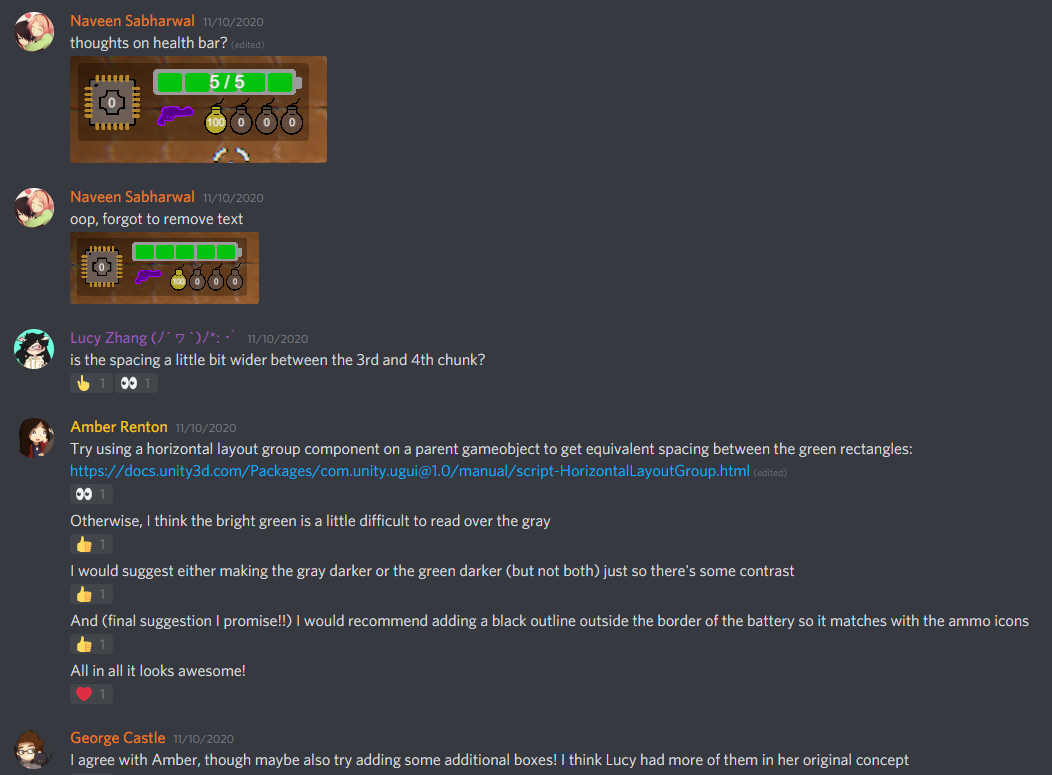 Naveen Sabharwal 11/10/2020
thoughts on health bar? (edited)
5 / 5
0
100 0 0 0
Naveen Sabharwal 11/10/2020
oop, forgot to remove text
0
100 0 0 0
Lucy Zhang (/´ヮ`)/*: ･ﾟ 11/10/2020
is the spacing a little bit wider between the 3rd and 4th chunk?
1 1
Amber Renton 11/10/2020
Try using a horizontal layout group component on a parent gameobject to get equivalent spacing between the green rectangles:
https://docs.unity3d.com/Packages/com.unity.ugui@1.0/manual/script-HorizontalLayoutGroup.html (edited)
1
Otherwise, I think the bright green is a little difficult to read over the gray
1
I would suggest either making the gray darker or the green darker (but not both) just so there's some contrast
1
And (final suggestion I promise!!) I would recommend adding a black outline outside the border of the battery so it matches with the ammo icons
1
All in all it looks awesome!
1
George Castle 11/10/2020
I agree with Amber, though maybe also try adding some additional boxes! I think Lucy had more of them in her original concept